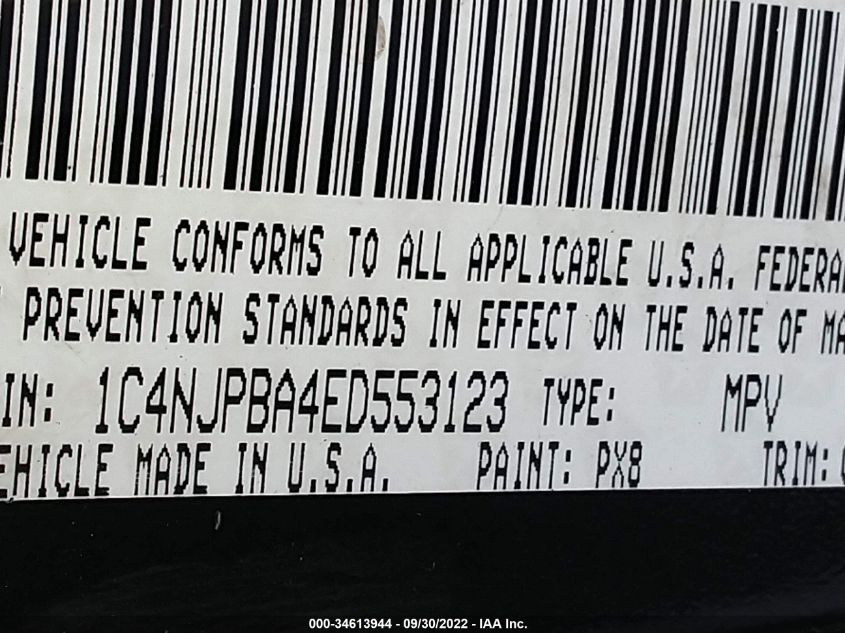 VEHICLE CONFORMS TO ALL APPLICABLE U.S.A. FEDERAL
PREVENTION STANDARDS IN EFFECT ON THE DATE OF MA
IN: 1C4NJPBA4ED553123 TYPE: MPV
EHICLE MADE IN U.S.A. PAINT: PX8 TRIM:
000-34613944 - 09/30/2022 - IAA Inc.